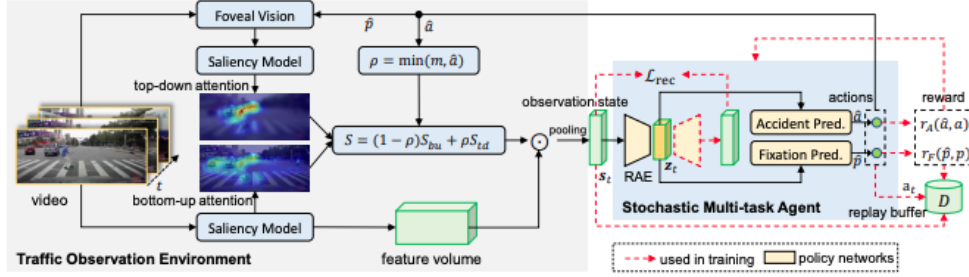 Foveal Vision
p̂
â
Saliency Model
ρ = min(m, â)
top-down attention
video
t
S = (1 − ρ)S_bu + ρS_td
bottom-up attention
Saliency Model
feature volume
Traffic Observation Environment
pooling
observation state
s_t
ℒ_rec
RAE
z_t
Accident Pred.
Fixation Pred.
actions
â
p̂
reward
r_A(â, a)
r_F(p̂, p)
a_t
D
replay buffer
Stochastic Multi-task Agent
used in training
policy networks